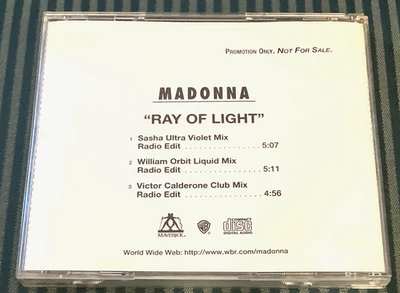 PROMOTION ONLY. NOT FOR SALE.
MADONNA
“RAY OF LIGHT”
1 Sasha Ultra Violet Mix
Radio Edit . . . . . . . . . . . . . . . . 5:07
2 William Orbit Liquid Mix
Radio Edit . . . . . . . . . . . . . . . . 5:11
3 Victor Calderone Club Mix
Radio Edit . . . . . . . . . . . . . . . . 4:56
MAVERICK
WB
COMPACT
disc
DIGITAL AUDIO
World Wide Web: http://www.wbr.com/madonna